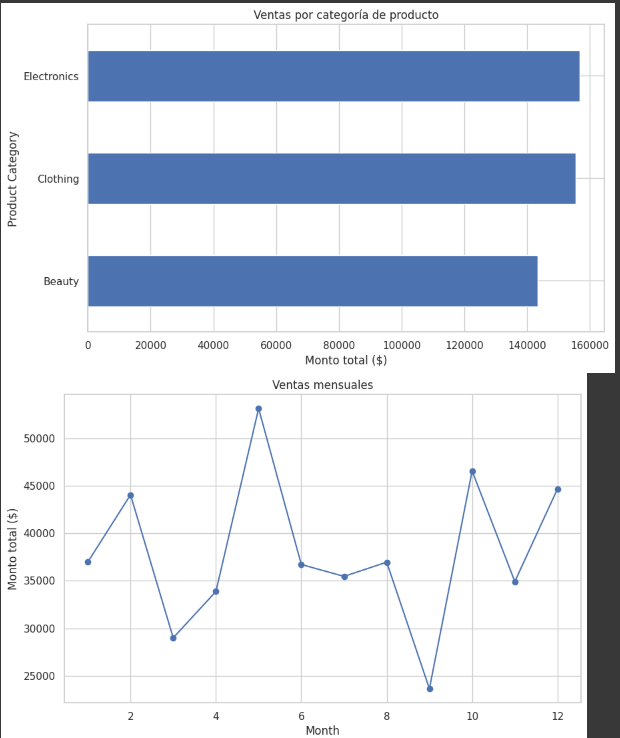 Ventas por categoría de producto
Product Category
Electronics
Clothing
Beauty
0 20000 40000 60000 80000 100000 120000 140000 160000
Monto total ($)
Ventas mensuales
Monto total ($)
50000
45000
40000
35000
30000
25000
2 4 6 8 10 12
Month